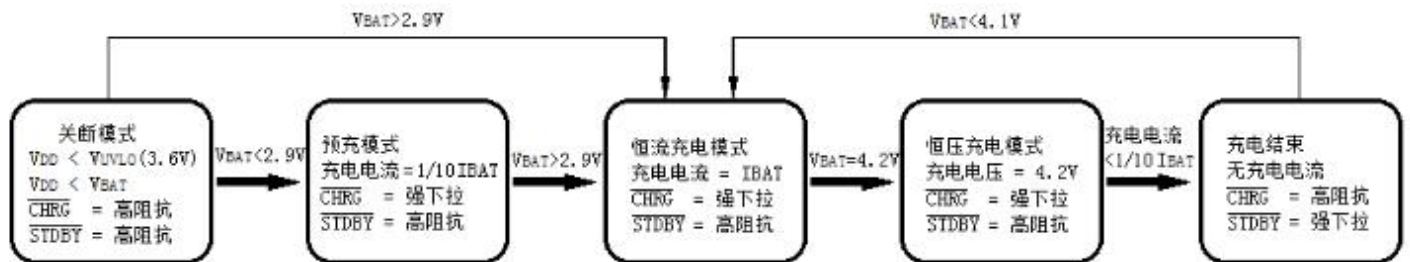 VBAT>2.9V
VBAT<4.1V
关断模式
VDD < VUVLO(3.6V)
VDD < VBAT
CHRG = 高阻抗
STDBY = 高阻抗
VBAT<2.9V
预充模式
充电电流=1/10IBAT
CHRG = 强下拉
STDBY = 高阻抗
VBAT>2.9V
恒流充电模式
充电电流 = IBAT
CHRG = 强下拉
STDBY = 高阻抗
VBAT=4.2V
恒压充电模式
充电电压 = 4.2V
CHRG = 强下拉
STDBY = 高阻抗
充电电流
<1/10IBAT
充电结束
无充电电流
CHRG = 高阻抗
STDBY = 强下拉